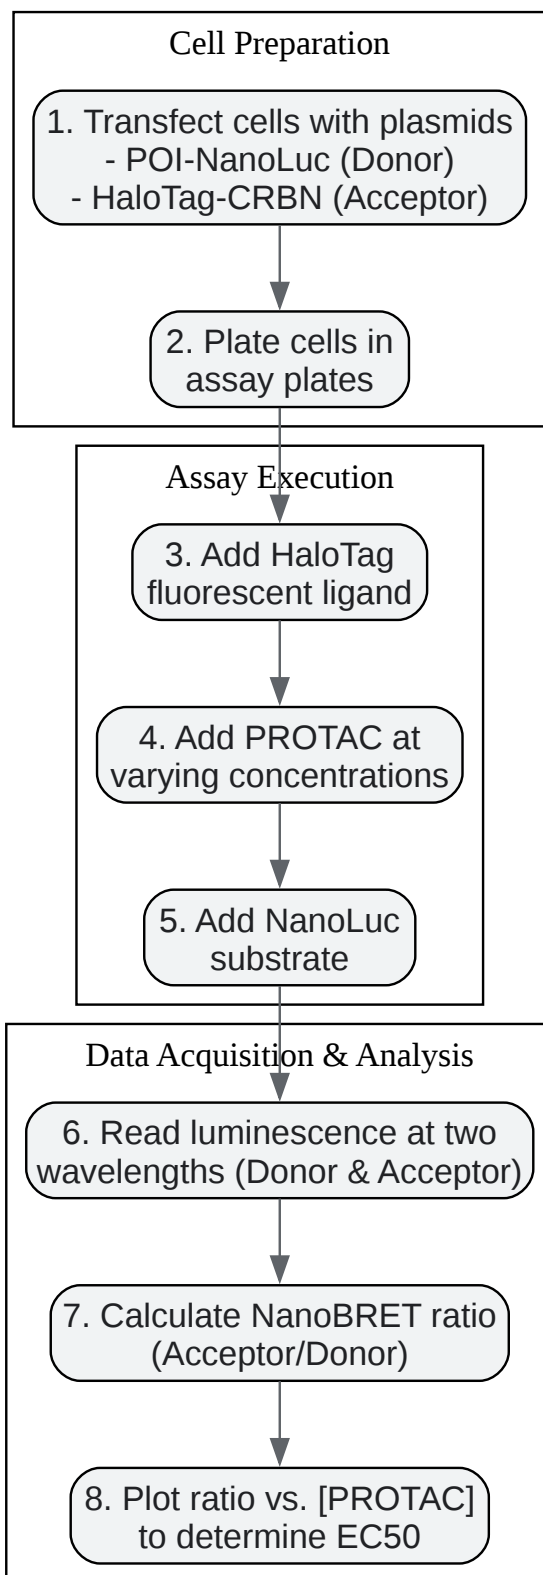 Cell Preparation
1. Transfect cells with plasmids
- POI-NanoLuc (Donor)
- HaloTag-CRBN (Acceptor)
2. Plate cells in
assay plates
Assay Execution
3. Add HaloTag
fluorescent ligand
4. Add PROTAC at
varying concentrations
5. Add NanoLuc
substrate
Data Acquisition & Analysis
6. Read luminescence at two
wavelengths (Donor & Acceptor)
7. Calculate NanoBRET ratio
(Acceptor/Donor)
8. Plot ratio vs. [PROTAC]
to determine EC50